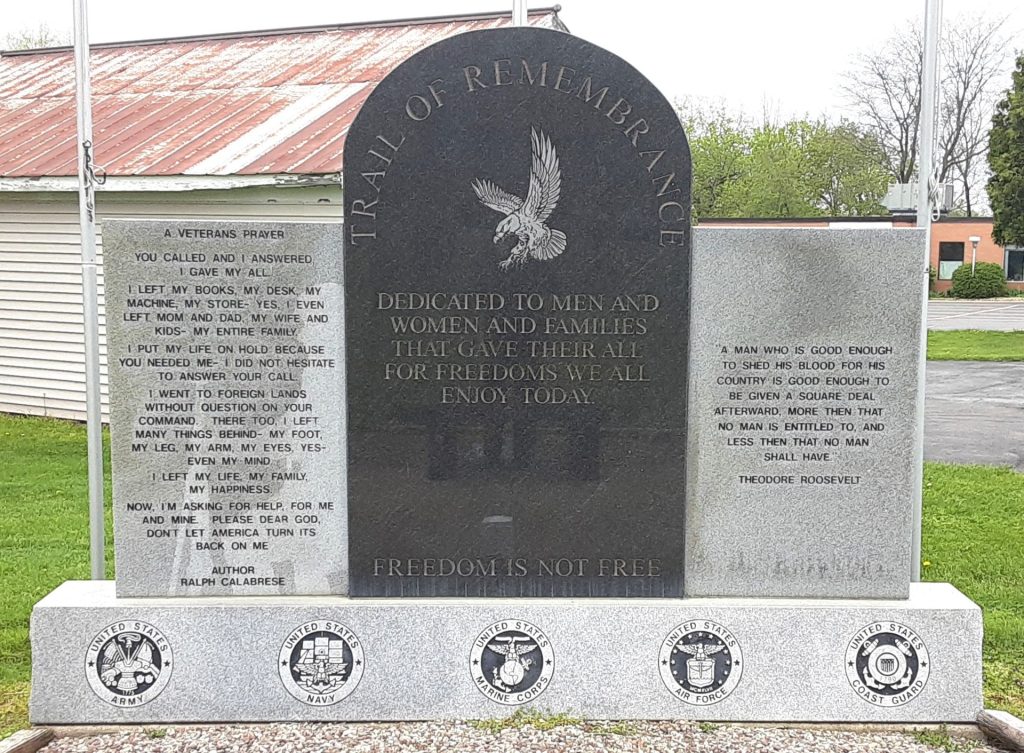 TRAIL OF REMEMBRANCE
DEDICATED TO MEN AND
WOMEN AND FAMILIES
THAT GAVE THEIR ALL
FOR FREEDOMS WE ALL
ENJOY TODAY.
FREEDOM IS NOT FREE
A VETERANS PRAYER
YOU CALLED AND I ANSWERED,
I GAVE MY ALL.
I LEFT MY BOOKS, MY DESK, MY
MACHINE, MY STORE- YES, I EVEN
LEFT MOM AND DAD, MY WIFE AND
KIDS- MY ENTIRE FAMILY.
I PUT MY LIFE ON HOLD BECAUSE
YOU NEEDED ME- I DID NOT HESITATE
TO ANSWER YOUR CALL.
I WENT TO FOREIGN LANDS
WITHOUT QUESTION ON YOUR
COMMAND. THERE TOO, I LEFT
MANY THINGS BEHIND- MY FOOT,
MY LEG, MY ARM, MY EYES, YES-
EVEN MY MIND.
I LEFT MY LIFE, MY FAMILY,
MY HAPPINESS.
NOW, I'M ASKING FOR HELP, FOR ME
AND MINE. PLEASE DEAR GOD,
DON'T LET AMERICA TURN ITS
BACK ON ME
AUTHOR
RALPH CALABRESE
"A MAN WHO IS GOOD ENOUGH
TO SHED HIS BLOOD FOR HIS
COUNTRY IS GOOD ENOUGH TO
BE GIVEN A SQUARE DEAL
AFTERWARD, MORE THEN THAT
NO MAN IS ENTITLED TO, AND
LESS THEN THAT NO MAN
SHALL HAVE."
THEODORE ROOSEVELT
UNITED STATES
ARMY
UNITED STATES
NAVY
UNITED STATES
MARINE CORPS
UNITED STATES
AIR FORCE
UNITED STATES
COAST GUARD